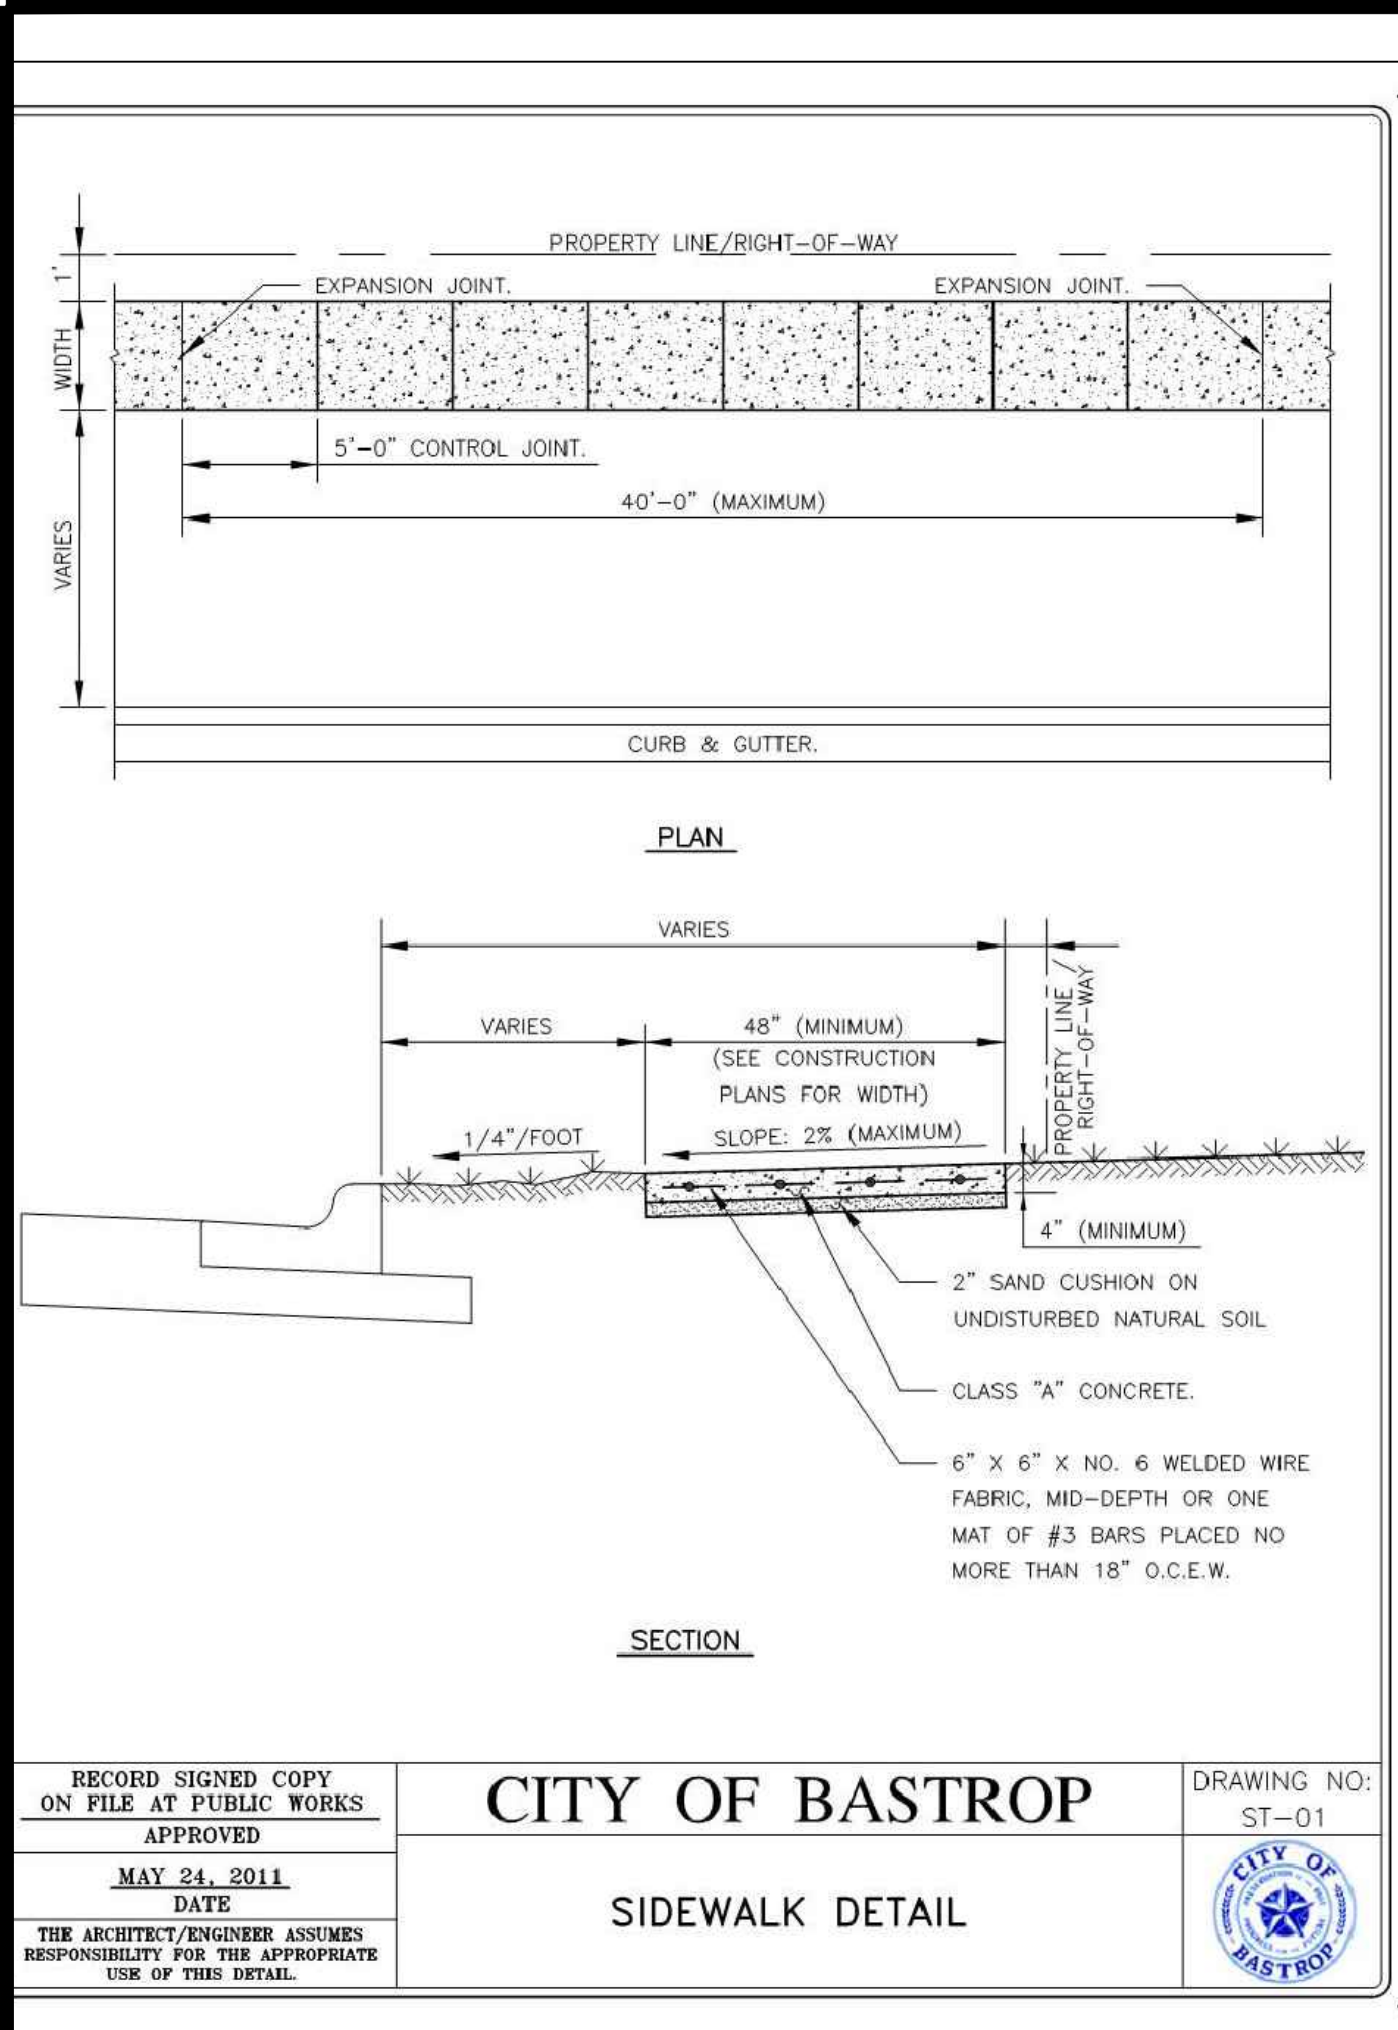 PROPERTY LINE/RIGHT-OF-WAY
1'
EXPANSION JOINT.
EXPANSION JOINT.
WIDTH
5'-0" CONTROL JOINT.
40'-0" (MAXIMUM)
VARIES
CURB & GUTTER.
PLAN
VARIES
VARIES
48" (MINIMUM)
(SEE CONSTRUCTION
PLANS FOR WIDTH)
PROPERTY LINE /
RIGHT-OF-WAY
1/4"/FOOT
SLOPE: 2% (MAXIMUM)
4" (MINIMUM)
2" SAND CUSHION ON
UNDISTURBED NATURAL SOIL
CLASS "A" CONCRETE.
6" X 6" X NO. 6 WELDED WIRE
FABRIC, MID-DEPTH OR ONE
MAT OF #3 BARS PLACED NO
MORE THAN 18" O.C.E.W.
SECTION
RECORD SIGNED COPY
ON FILE AT PUBLIC WORKS
APPROVED
MAY 24, 2011
DATE
THE ARCHITECT/ENGINEER ASSUMES
RESPONSIBILITY FOR THE APPROPRIATE
USE OF THIS DETAIL.
CITY OF BASTROP
SIDEWALK DETAIL
DRAWING NO:
ST-01
CITY OF
BASTROP